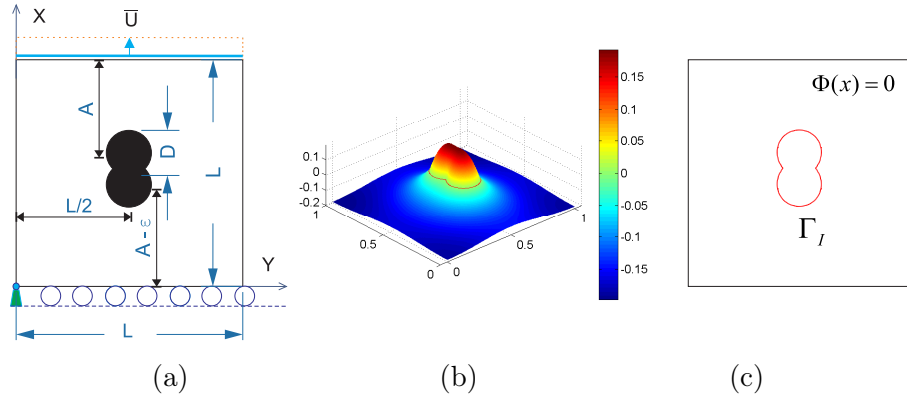 X
Ū
A
D
L
L/2
A - ε
Y
L
(a)
0.1
0
-0.1
-0.2
1
0.5
0
0
0.5
1
0.15
0.1
0.05
0
-0.05
-0.1
-0.15
(b)
Φ(x) = 0
Γ_I
(c)